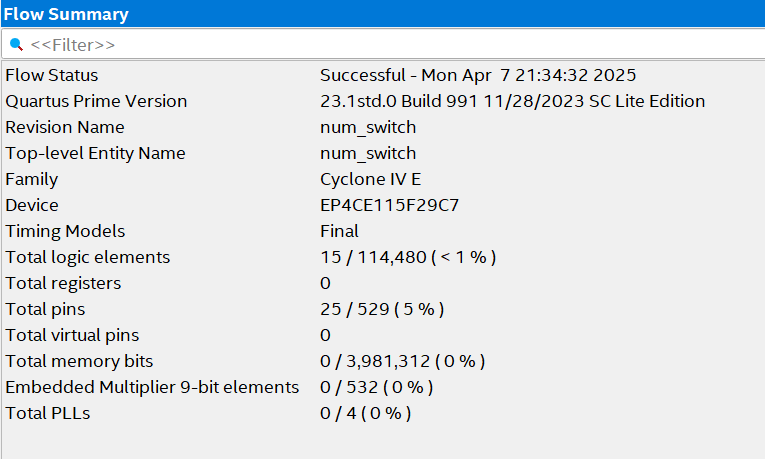 Flow Summary
<<Filter>>
Flow Status Successful - Mon Apr 7 21:34:32 2025
Quartus Prime Version 23.1std.0 Build 991 11/28/2023 SC Lite Edition
Revision Name num_switch
Top-level Entity Name num_switch
Family Cyclone IV E
Device EP4CE115F29C7
Timing Models Final
Total logic elements 15 / 114,480 ( < 1 % )
Total registers 0
Total pins 25 / 529 ( 5 % )
Total virtual pins 0
Total memory bits 0 / 3,981,312 ( 0 % )
Embedded Multiplier 9-bit elements 0 / 532 ( 0 % )
Total PLLs 0 / 4 ( 0 % )